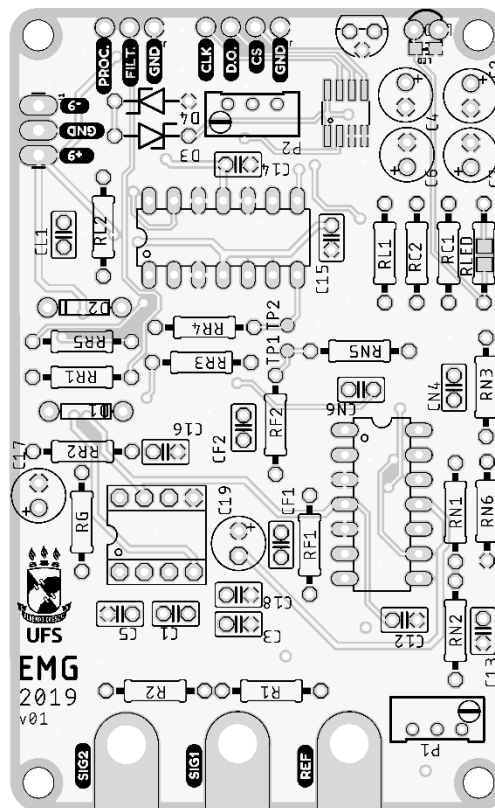 PROC.
FILT.
GND
CLK
D.O.
CS
GND
LED
-9
GND
+9
D4
D3
P2
C14
C4
C6
CL1
RL2
C15
RL1
RC2
RC1
RLED
D2
RR5
RR4
TP2
TP1
RR3
RN5
RR1
D1
CN6
CN4
RN3
C16
CF2
RF2
C17
RR2
RG
C19
CF1
RF1
RN1
RN6
C18
C5
C1
C3
C12
RN2
C13
UFS
EMG
2019
v01
R2
R1
SIG2
SIG1
REF
P1